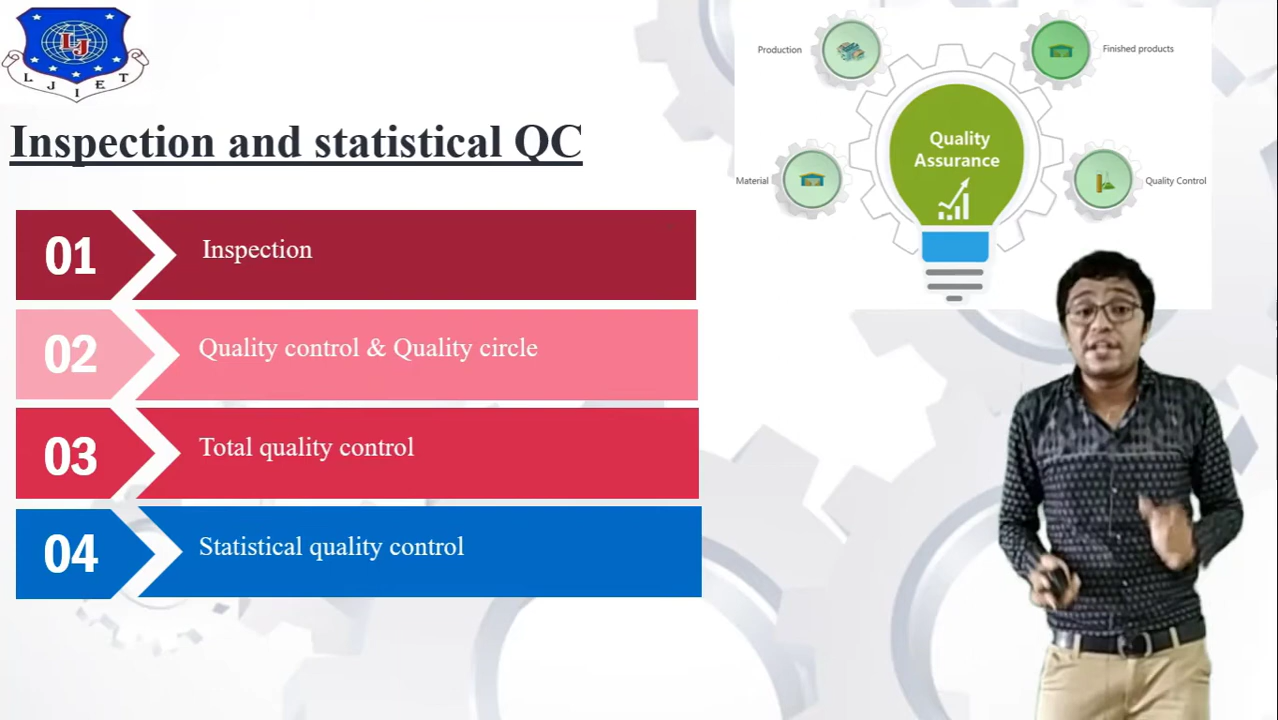 LJ
L J I E T
Inspection and statistical QC
01 Inspection
02 Quality control & Quality circle
03 Total quality control
04 Statistical quality control
Production
Finished products
Quality
Assurance
Material
Quality Control